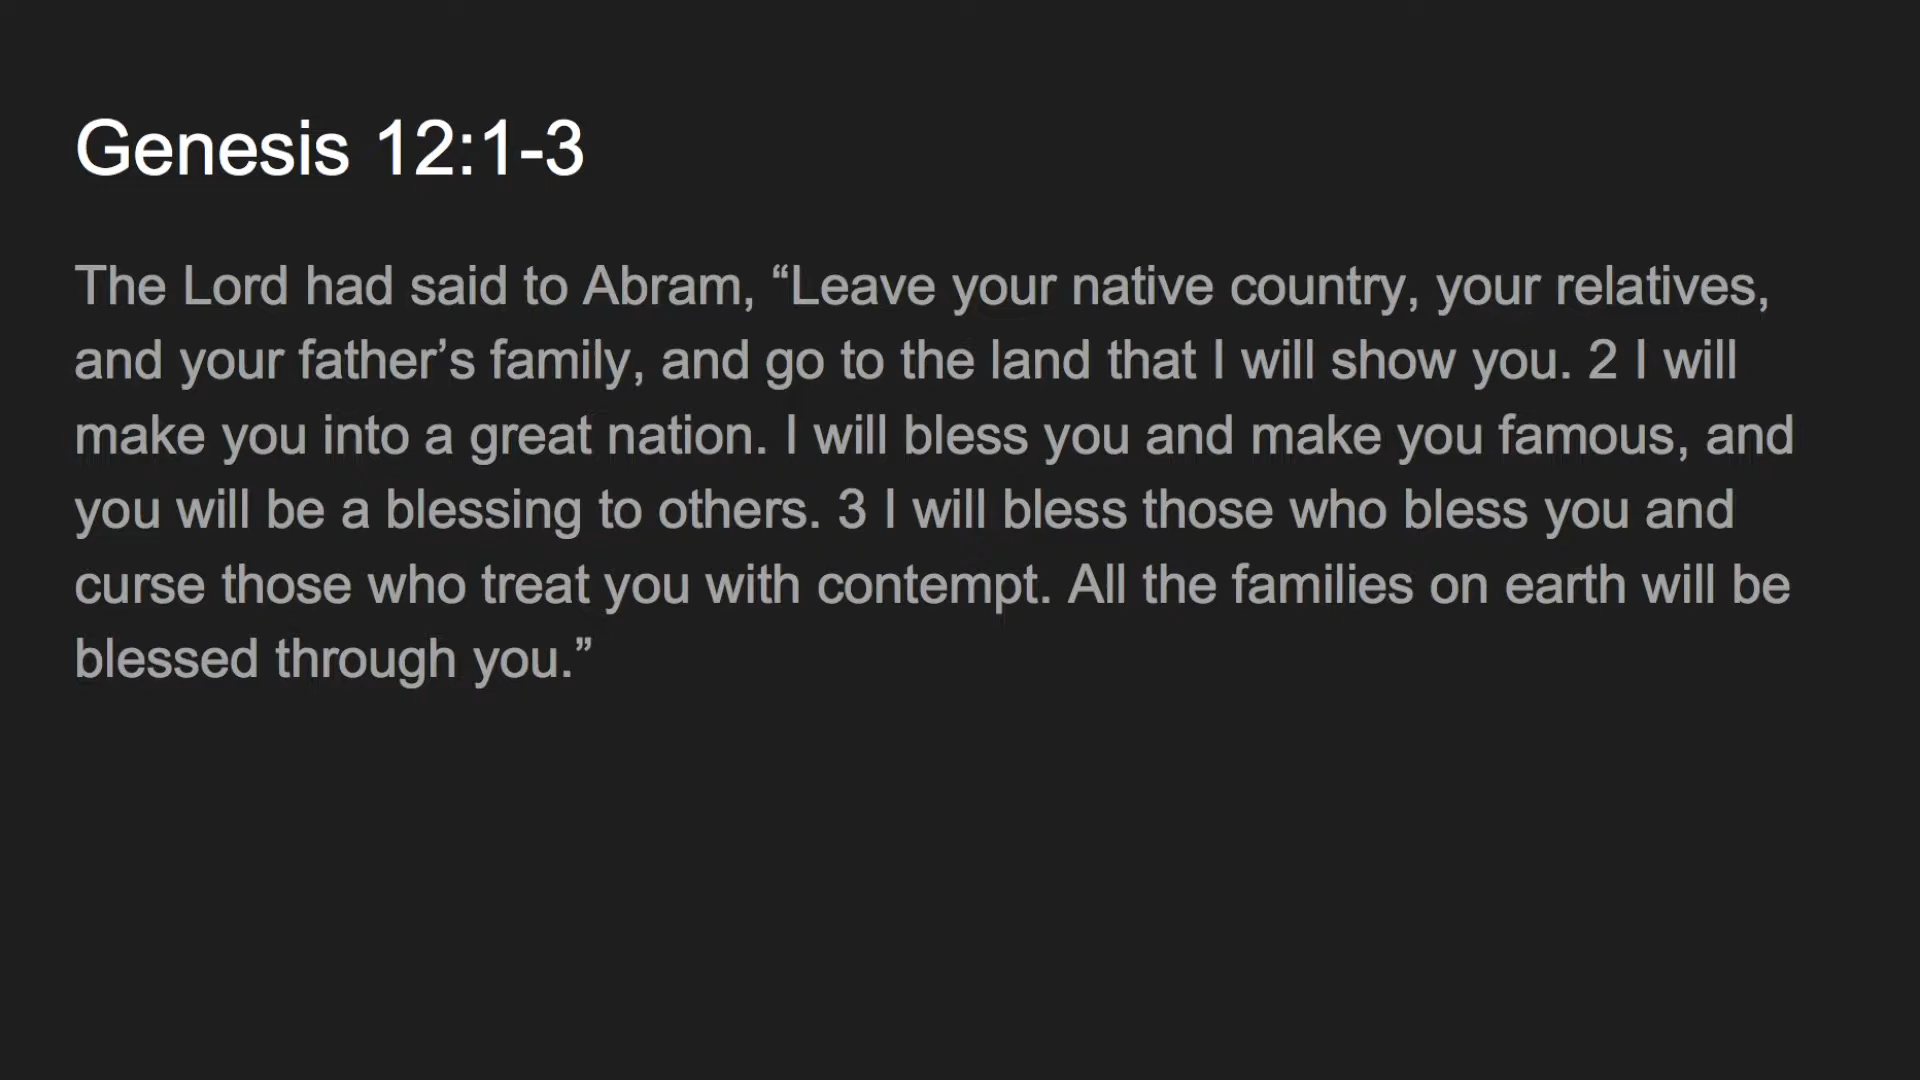 Genesis 12:1-3
The Lord had said to Abram, “Leave your native country, your relatives,
and your father’s family, and go to the land that I will show you. 2 I will
make you into a great nation. I will bless you and make you famous, and
you will be a blessing to others. 3 I will bless those who bless you and
curse those who treat you with contempt. All the families on earth will be
blessed through you.”